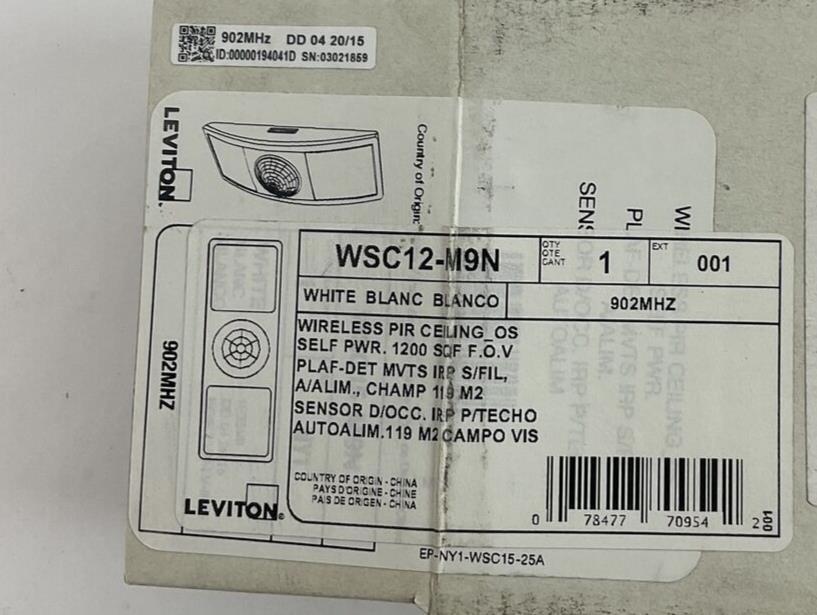 902MHz DD 04 20/15
ID:00000194041D SN:03021859
LEVITON
Country of Origin:
WSC12-M9N
QTY
QTE
CANT
1
EXT
001
WHITE BLANC BLANCO
902MHZ
WIRELESS PIR CEILING_OS
SELF PWR. 1200 SQF F.O.V
PLAF-DET MVTS IRP S/FIL,
A/ALIM., CHAMP 119 M2
SENSOR D/OCC. IRP P/TECHO
AUTOALIM.119 M2 CAMPO VIS
COUNTRY OF ORIGIN - CHINA
PAYS D'ORIGINE - CHINE
PAIS DE ORIGEN - CHINA
902MHZ
LEVITON®
0 78477 70954 2
001
EP-NY1-WSC15-25A